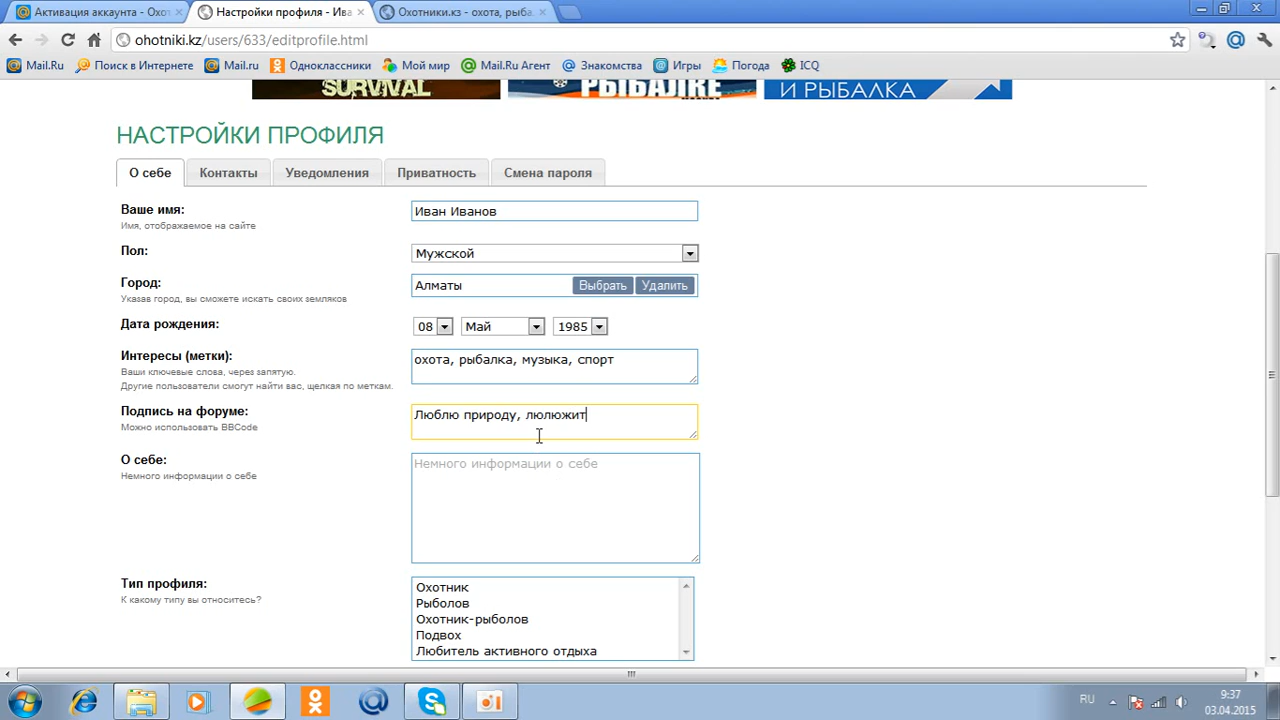 Активация аккаунта - Охот
Настройки профиля - Ива
Охотники.кз - охота, рыба.
ohotniki.kz/users/633/editprofile.html
Mail.Ru
Поиск в Интернете
Mail.ru
Одноклассники
Мой мир
Mail.Ru Агент
Знакомства
Игры
Погода
ICQ
SURVIVAL
РЫБАЛКЕ
И РЫБАЛКА
НАСТРОЙКИ ПРОФИЛЯ
О себе
Контакты
Уведомления
Приватность
Смена пароля
Ваше имя:
Имя, отображаемое на сайте
Иван Иванов
Пол:
Мужской
Город:
Указав город, вы сможете искать своих земляков
Алматы
Выбрать
Удалить
Дата рождения:
08
Май
1985
Интересы (метки):
Ваши ключевые слова, через запятую.
Другие пользователи смогут найти вас, щелкая по меткам.
охота, рыбалка, музыка, спорт
Подпись на форуме:
Можно использовать BBCode
Люблю природу, люлюжит
О себе:
Немного информации о себе
Немного информации о себе
Тип профиля:
К какому типу вы относитесь?
Охотник
Рыболов
Охотник-рыболов
Подвох
Любитель активного отдыха
RU
9:37
03.04.2015